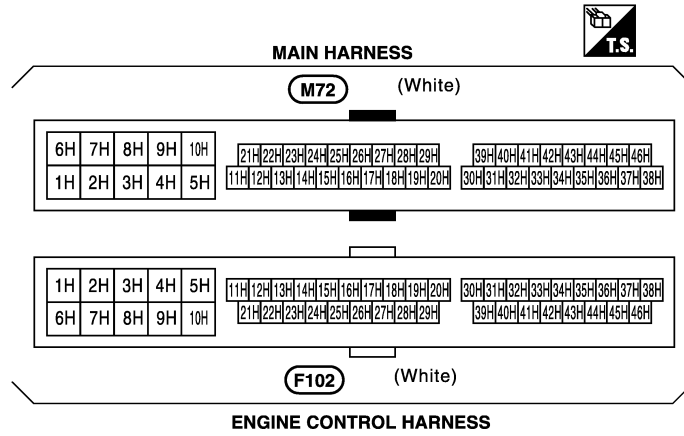 T.S.
MAIN HARNESS
M72 (White)
6H 7H 8H 9H 10H
21H 22H 23H 24H 25H 26H 27H 28H 29H
39H 40H 41H 42H 43H 44H 45H 46H
1H 2H 3H 4H 5H
11H 12H 13H 14H 15H 16H 17H 18H 19H 20H
30H 31H 32H 33H 34H 35H 36H 37H 38H
1H 2H 3H 4H 5H
11H 12H 13H 14H 15H 16H 17H 18H 19H 20H
30H 31H 32H 33H 34H 35H 36H 37H 38H
6H 7H 8H 9H 10H
21H 22H 23H 24H 25H 26H 27H 28H 29H
39H 40H 41H 42H 43H 44H 45H 46H
F102 (White)
ENGINE CONTROL HARNESS